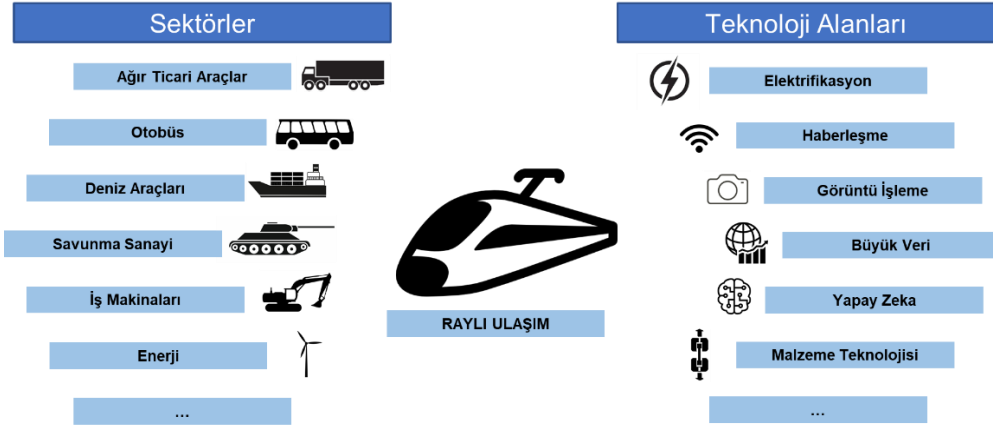 Sektörler
Ağır Ticari Araçlar
Otobüs
Deniz Araçları
Savunma Sanayi
İş Makinaları
Enerji
...
RAYLI ULAŞIM
Teknoloji Alanları
Elektrifikasyon
Haberleşme
Görüntü İşleme
Büyük Veri
Yapay Zeka
Malzeme Teknolojisi
...